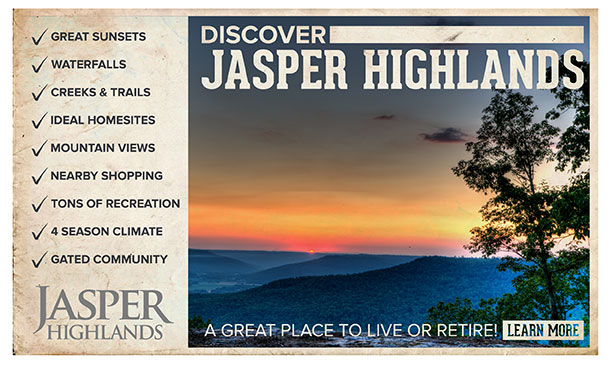 GREAT SUNSETS
WATERFALLS
CREEKS & TRAILS
IDEAL HOMESITES
MOUNTAIN VIEWS
NEARBY SHOPPING
TONS OF RECREATION
4 SEASON CLIMATE
GATED COMMUNITY
JASPER
HIGHLANDS
DISCOVER
JASPER HIGHLANDS
A GREAT PLACE TO LIVE OR RETIRE! LEARN MORE